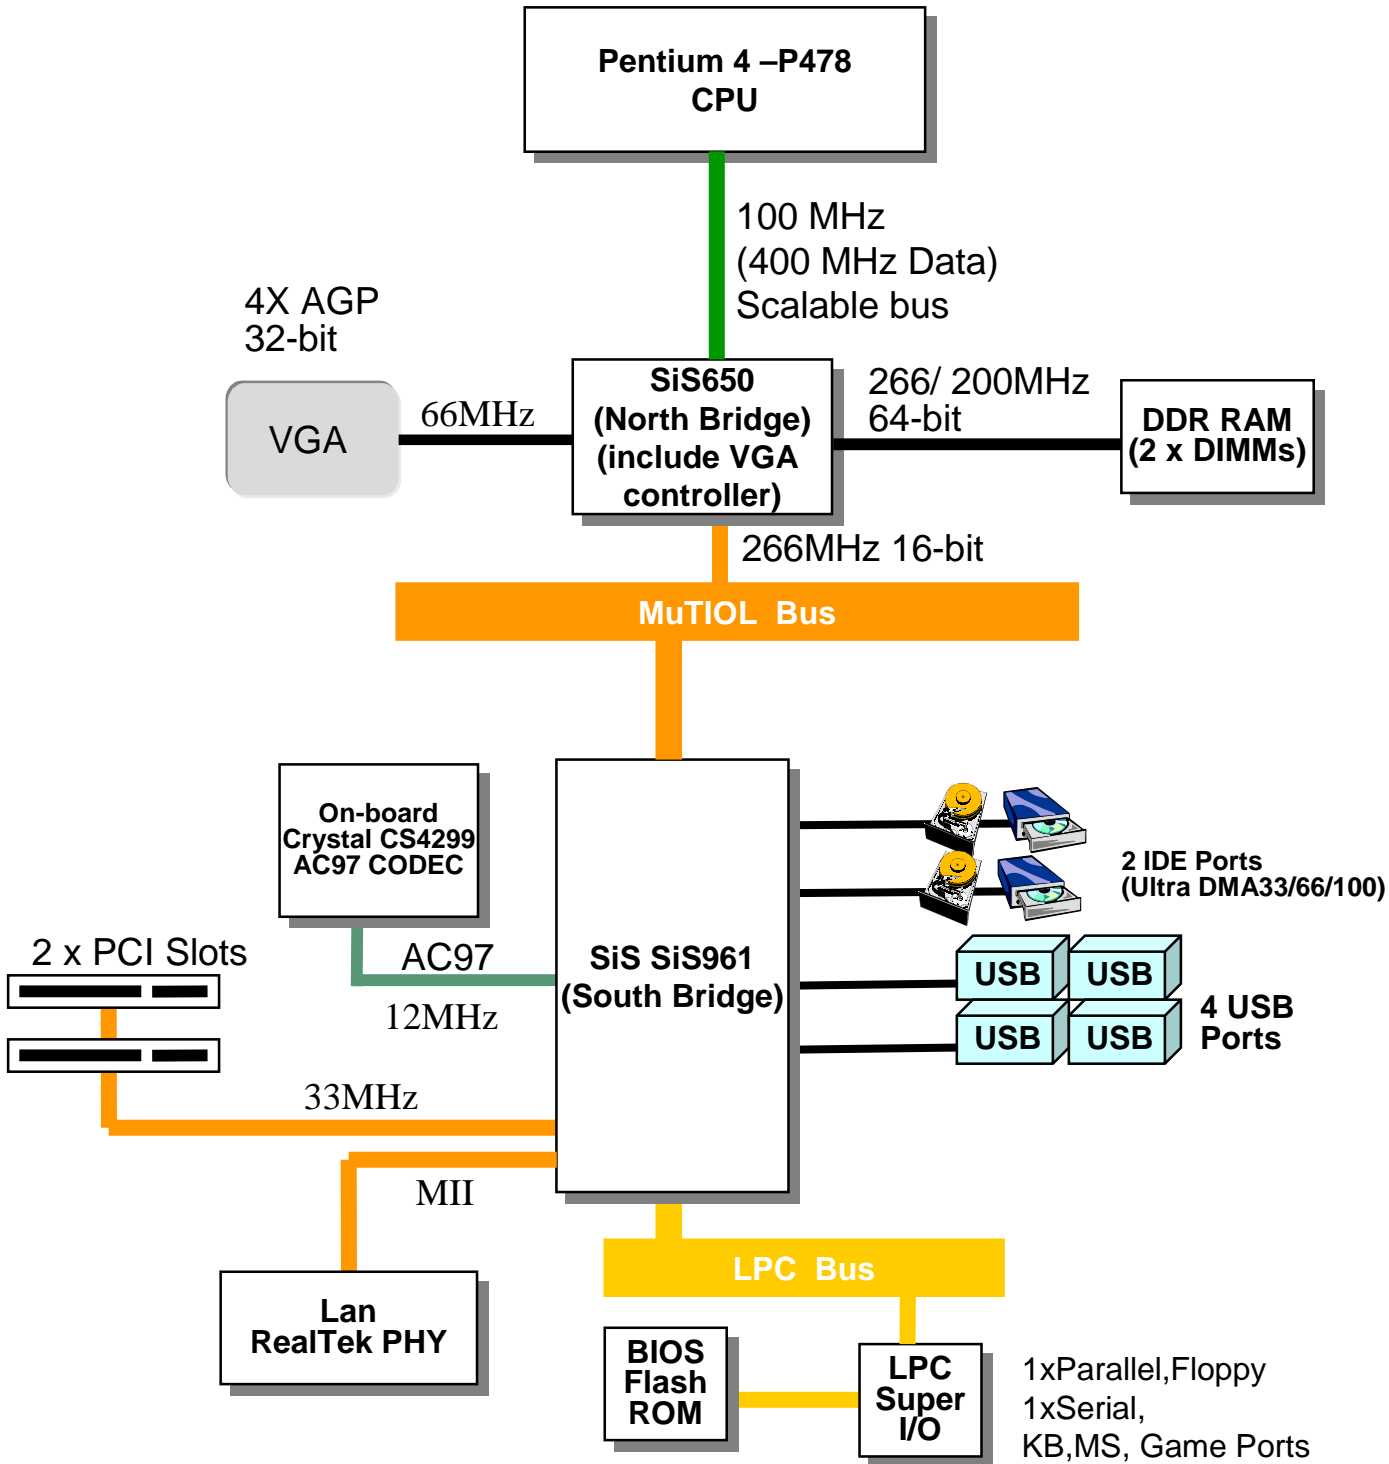 Pentium 4 –P478
CPU
100 MHz
(400 MHz Data)
Scalable bus
4X AGP
32-bit
VGA
66MHz
SiS650
(North Bridge)
(include VGA
controller)
266/ 200MHz
64-bit
DDR RAM
(2 x DIMMs)
266MHz 16-bit
MuTIOL Bus
On-board
Crystal CS4299
AC97 CODEC
2 IDE Ports
(Ultra DMA33/66/100)
2 x PCI Slots
AC97
12MHz
SiS SiS961
(South Bridge)
USB
USB
USB
USB
4 USB
Ports
33MHz
MII
Lan
RealTek PHY
LPC Bus
BIOS
Flash
ROM
LPC
Super
I/O
1xParallel,Floppy
1xSerial,
KB,MS, Game Ports